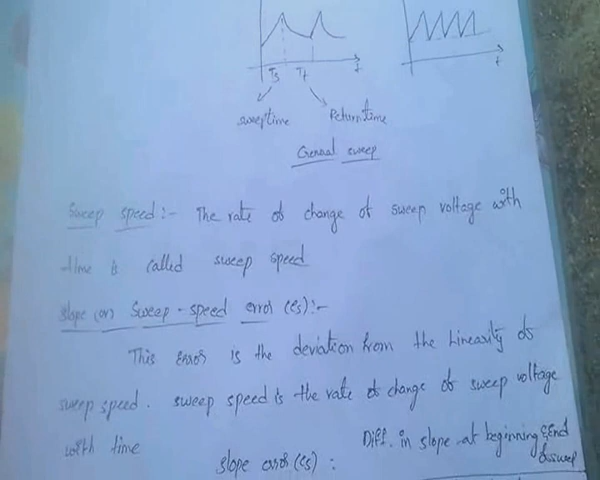 Ts Tr t
t
sweep time Return time
General sweep
Sweep speed:- The rate of change of sweep voltage with
time is called sweep speed
slope (or) Sweep-speed error (es):-
This error is the deviation from the Linearity of
sweep speed. sweep speed is the rate of change of sweep voltage
with time
Diff. in slope at beginning & end
of sweep
slope error (es) :